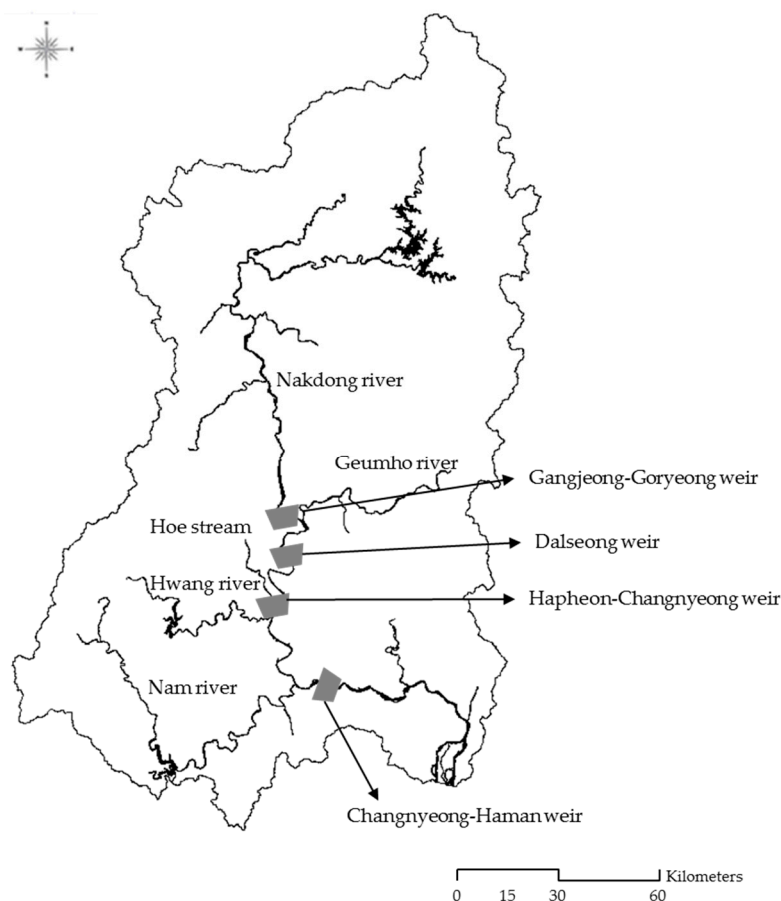 Nakdong river
Geumho river
Gangjeong-Goryeong weir
Hoe stream
Dalseong weir
Hwang river
Hapheon-Changnyeong weir
Nam river
Changnyeong-Haman weir
Kilometers
0 15 30 60